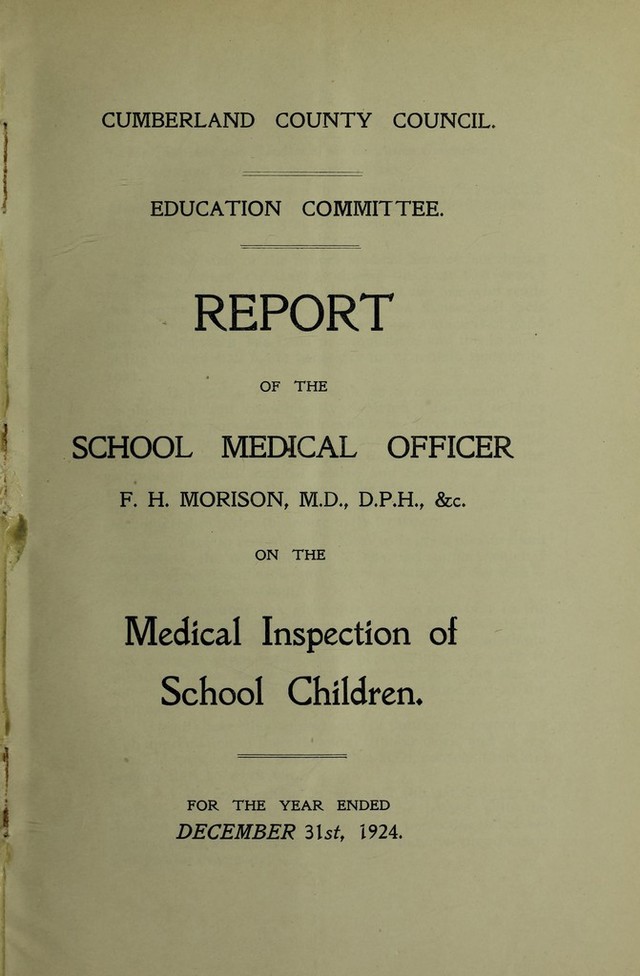 CUMBERLAND COUNTY COUNCIL.
EDUCATION COMMITTEE.
REPORT
OF THE
SCHOOL MEDICAL OFFICER
F. H. MORISON, M.D., D.P.H., &c.
ON THE
Medical Inspection of
School Children.
FOR THE YEAR ENDED
DECEMBER 31st, 1924.